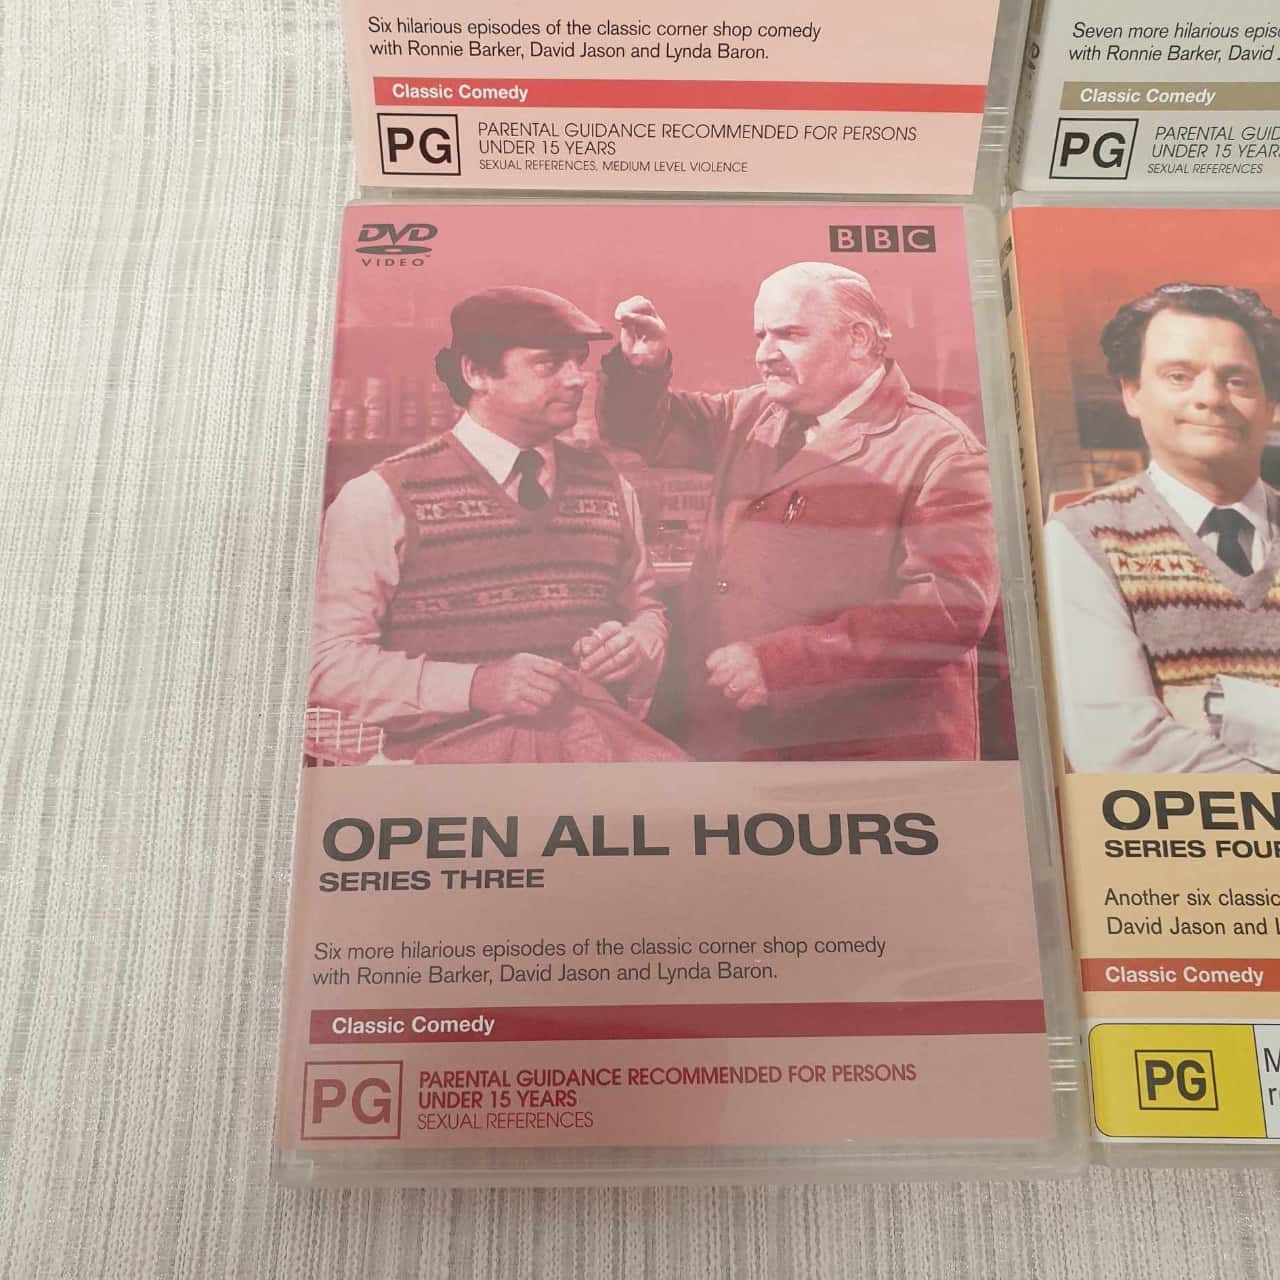 Six hilarious episodes of the classic corner shop comedy
with Ronnie Barker, David Jason and Lynda Baron.
Classic Comedy
PG
PARENTAL GUIDANCE RECOMMENDED FOR PERSONS
UNDER 15 YEARS
SEXUAL REFERENCES, MEDIUM LEVEL VIOLENCE
Seven more hilarious
with Ronnie Barker, David
Classic Comedy
PG
PARENTAL
UNDER 15
SEXUAL REFERENCES
DVD
VIDEO
BBC
OPEN ALL HOURS
SERIES THREE
Six more hilarious episodes of the classic corner shop comedy
with Ronnie Barker, David Jason and Lynda Baron.
Classic Comedy
PG
PARENTAL GUIDANCE RECOMMENDED FOR PERSONS
UNDER 15 YEARS
SEXUAL REFERENCES
OPEN
SERIES
Another six classic
David Jason and
Classic Comedy
PG